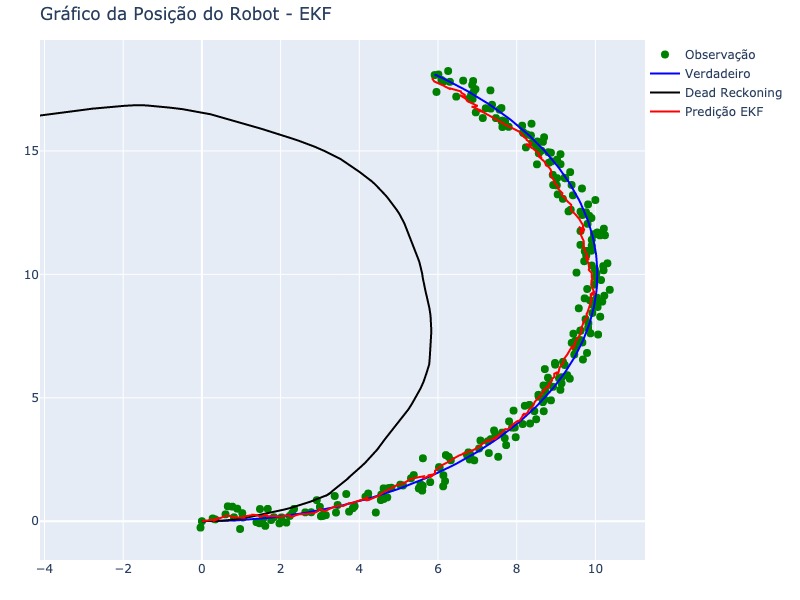 Gráfico da Posição do Robot - EKF
Observação
Verdadeiro
Dead Reckoning
Predição EKF
15
10
5
0
−4 −2 0 2 4 6 8 10